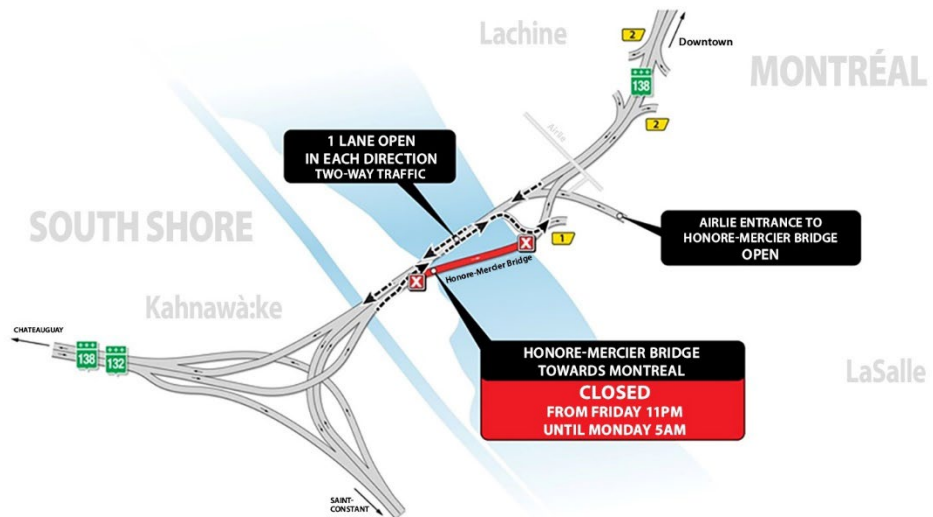 Lachine
2
Downtown
MONTRÉAL
138
2
Airlie
1 LANE OPEN
IN EACH DIRECTION
TWO-WAY TRAFFIC
SOUTH SHORE
AIRLIE ENTRANCE TO
HONORE-MERCIER BRIDGE
OPEN
1
X
X
Honore-Mercier Bridge
Kahnawà:ke
CHATEAUGUAY
138
132
HONORE-MERCIER BRIDGE
TOWARDS MONTREAL
CLOSED
FROM FRIDAY 11PM
UNTIL MONDAY 5AM
LaSalle
SAINT-
CONSTANT